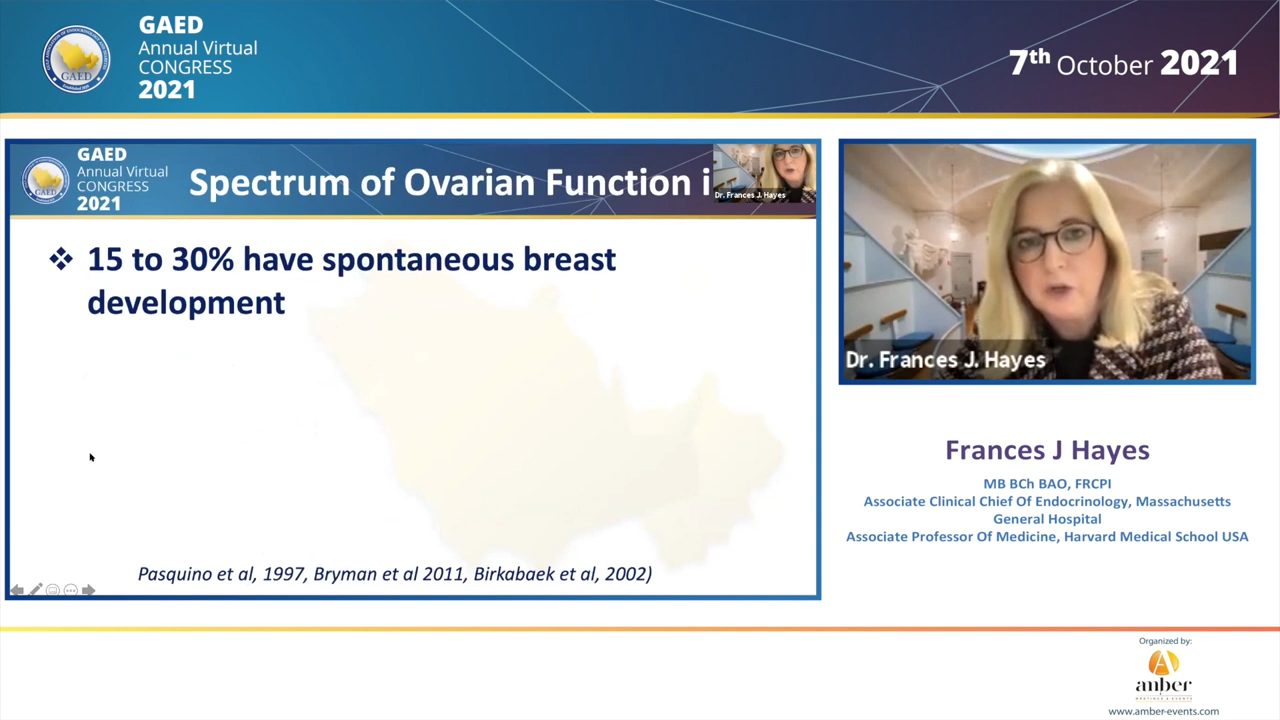 GAED
Annual Virtual
CONGRESS
2021
7th October 2021
GAED
GAED
Annual Virtual
CONGRESS
2021
GAED
Spectrum of Ovarian Function i
Dr. Frances J. Hayes
❖ 15 to 30% have spontaneous breast
development
Pasquino et al, 1997, Bryman et al 2011, Birkabaek et al, 2002)
Dr. Frances J. Hayes
Frances J Hayes
MB BCh BAO, FRCPI
Associate Clinical Chief Of Endocrinology, Massachusetts
General Hospital
Associate Professor Of Medicine, Harvard Medical School USA
Organized by:
anber
www.amber-events.com